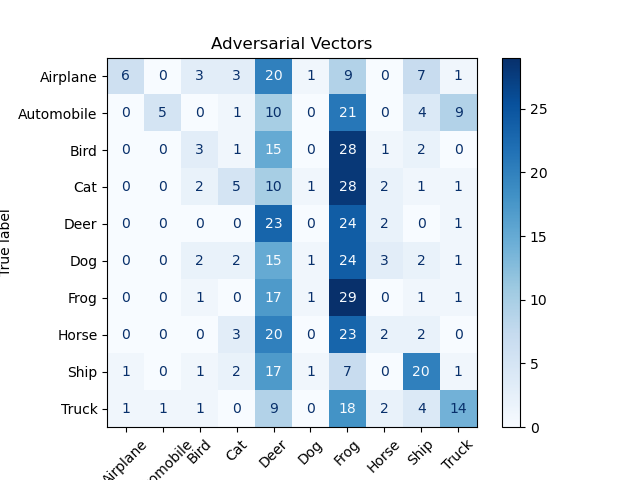 Adversarial Vectors
True label
Airplane 6 0 3 3 20 1 9 0 7 1
Automobile 0 5 0 1 10 0 21 0 4 9
Bird 0 0 3 1 15 0 28 1 2 0
Cat 0 0 2 5 10 1 28 2 1 1
Deer 0 0 0 0 23 0 24 2 0 1
Dog 0 0 2 2 15 1 24 3 2 1
Frog 0 0 1 0 17 1 29 0 1 1
Horse 0 0 0 3 20 0 23 2 2 0
Ship 1 0 1 2 17 1 7 0 20 1
Truck 1 1 1 0 9 0 18 2 4 14
Airplane omobile Bird Cat Deer Dog Frog Horse Ship Truck
25
20
15
10
5
0